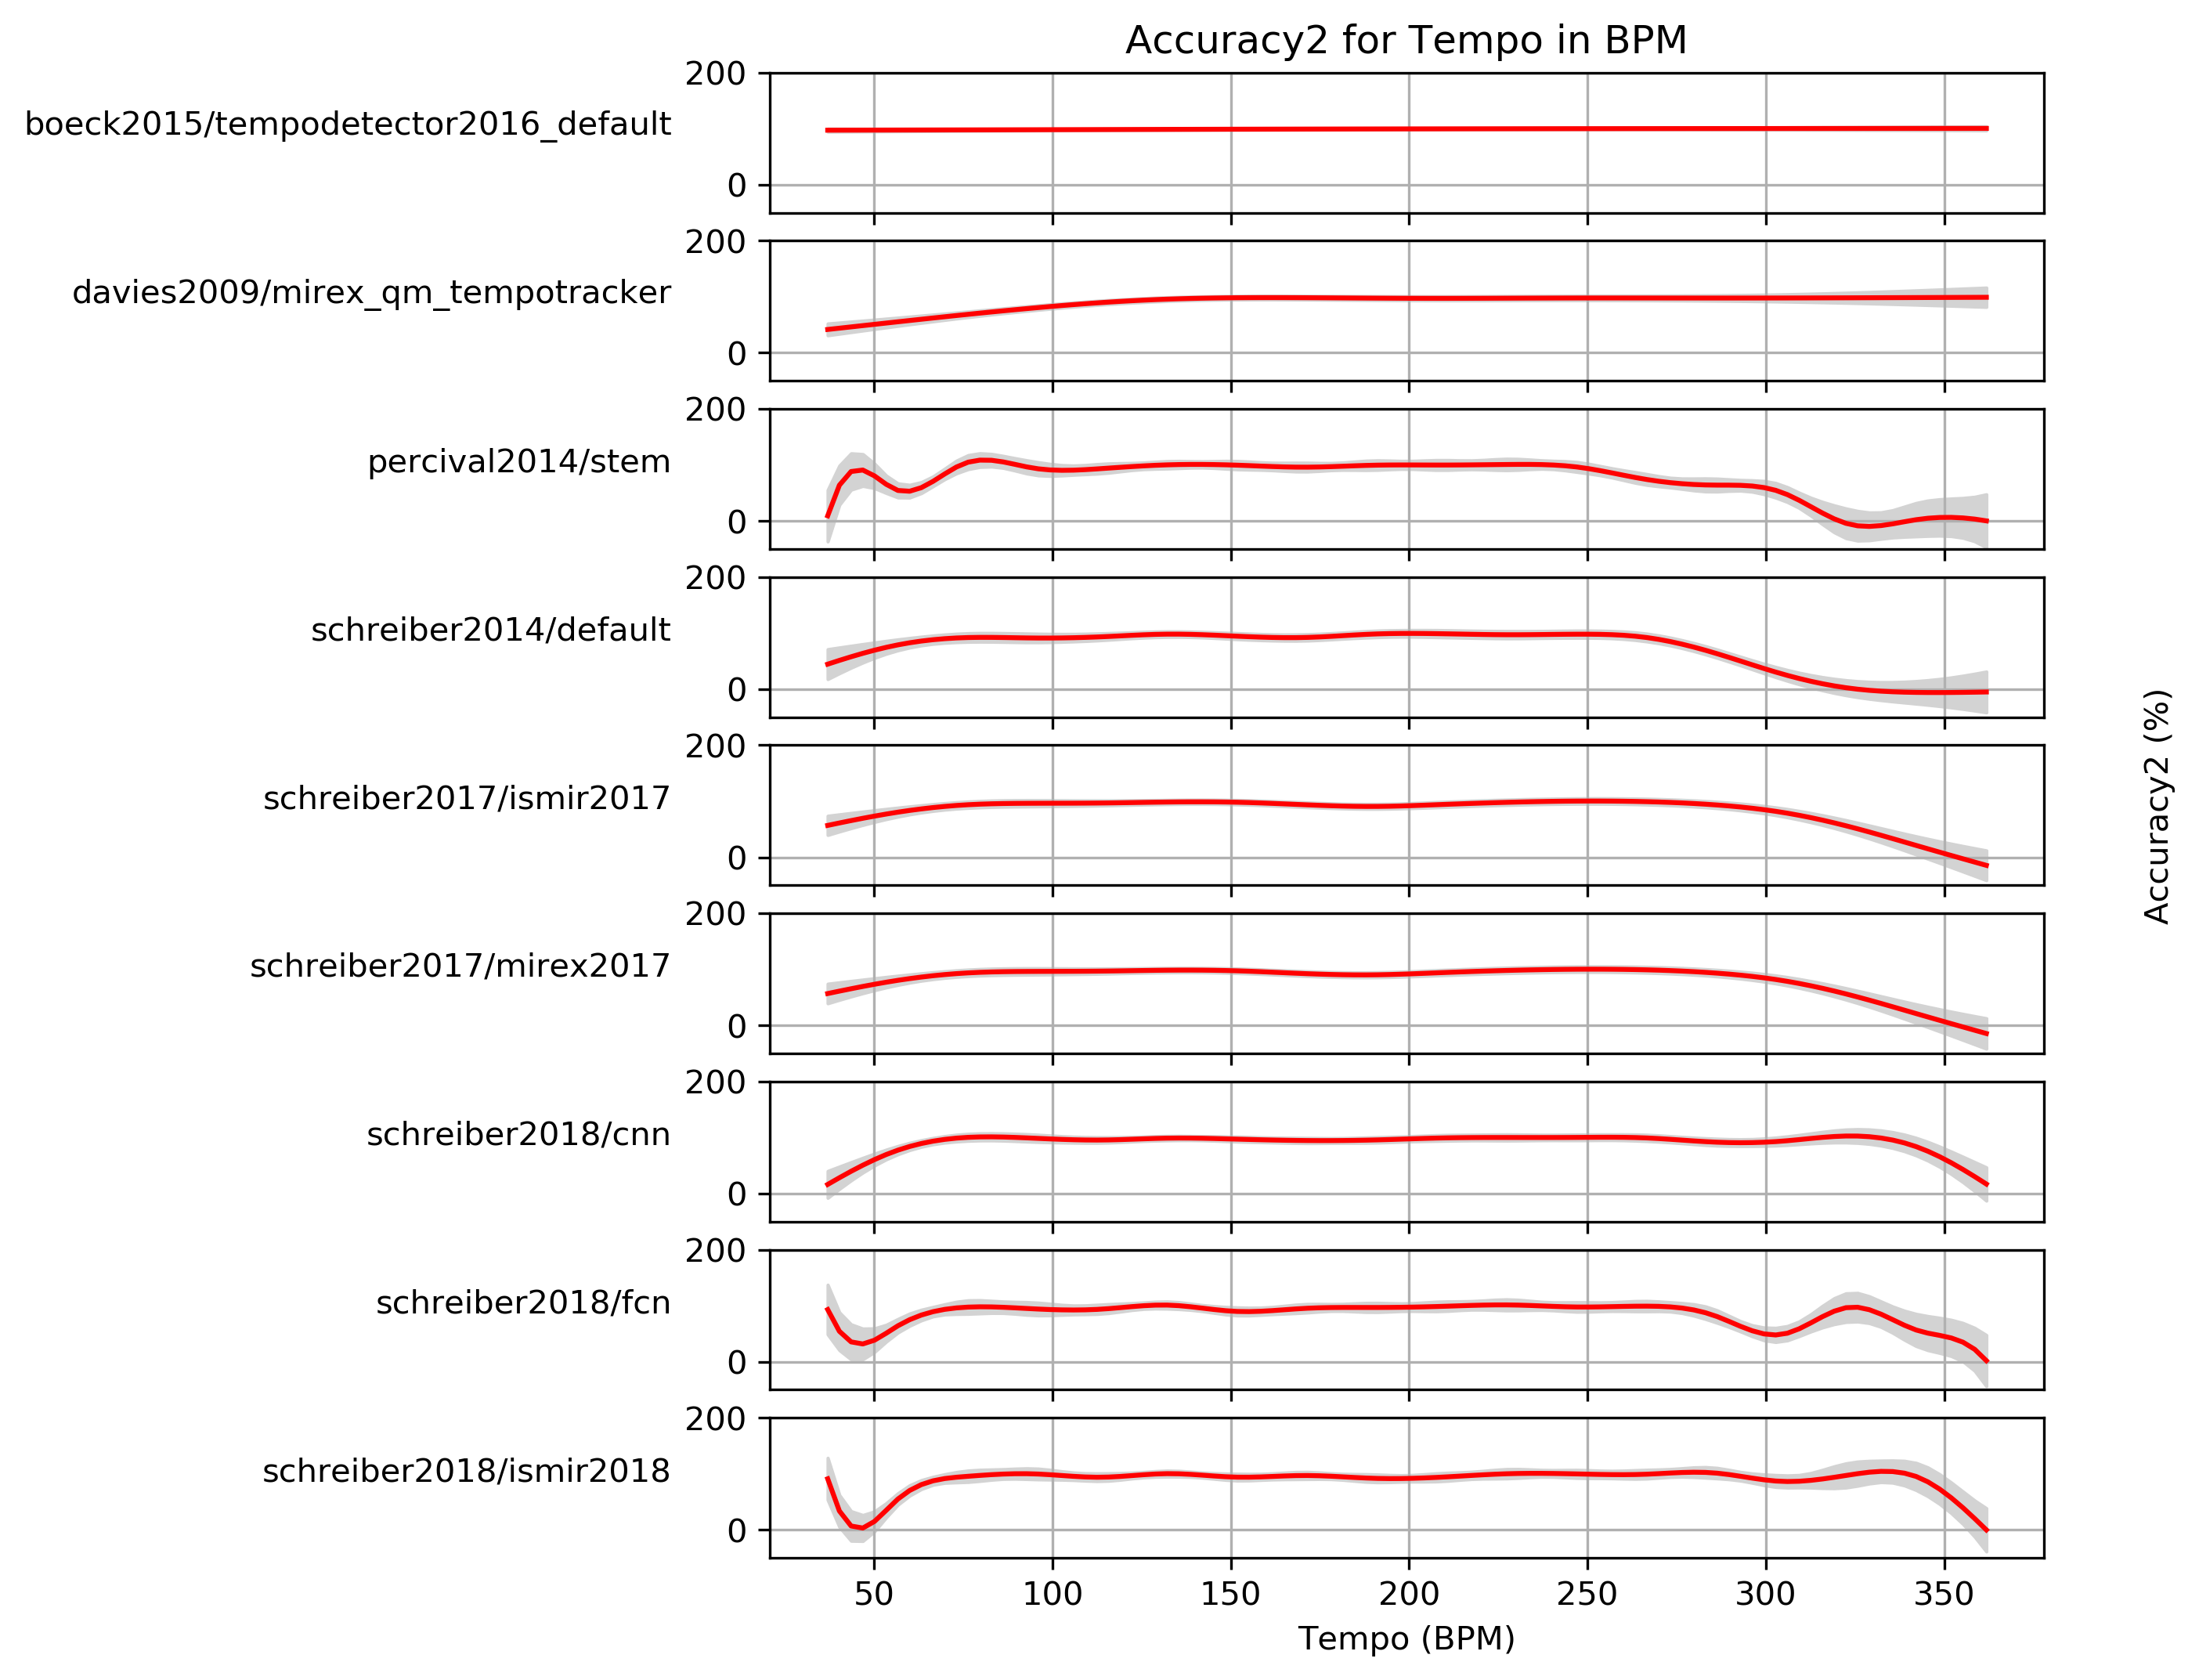 Accuracy2 for Tempo in BPM
200
boeck2015/tempodetector2016_default
0
200
davies2009/mirex_qm_tempotracker
0
200
percival2014/stem
0
200
schreiber2014/default
0
200
schreiber2017/ismir2017
0
200
schreiber2017/mirex2017
0
200
schreiber2018/cnn
0
200
schreiber2018/fcn
0
200
schreiber2018/ismir2018
0
50 100 150 200 250 300 350
Tempo (BPM)
Accuracy2 (%)